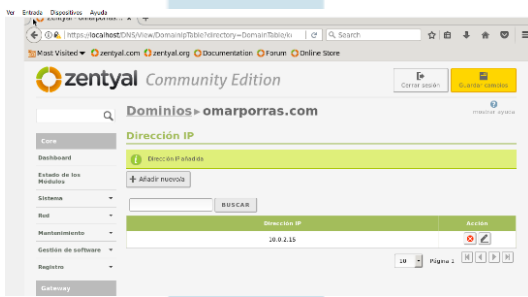 Ver Entrada Dispositivos Ayuda
Zentyal - omarporras...
https://localhost/DNS/View/DomainIpTable?directory=DomainTable/k
Search
Most Visited zentyal.com zentyal.org Documentation Forum Online Store
zentyal Community Edition
Cerrar sesión
Guardar cambios
Dominios ▸ omarporras.com
mostrar ayuda
Dirección IP
Core
Dashboard
Dirección IP añadida
Estado de los
Módulos
+ Añadir nuevo/a
Sistema
BUSCAR
Red
Dirección IP Acción
Mantenimiento
10.0.2.15
Gestión de software
10 Página 1
Registro
Gateway